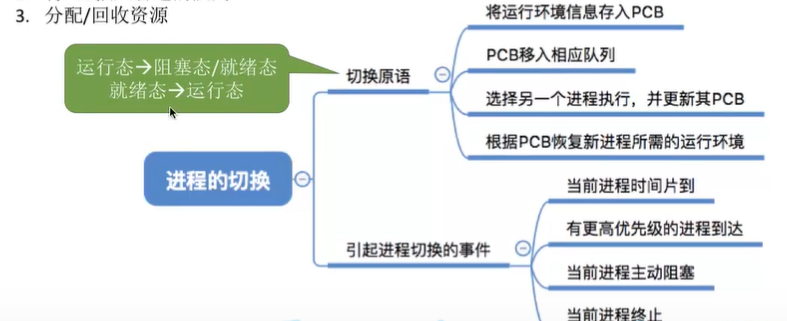 3. 分配/回收资源
运行态→阻塞态/就绪态
就绪态→运行态
进程的切换
切换原语
将运行环境信息存入PCB
PCB移入相应队列
选择另一个进程执行，并更新其PCB
根据PCB恢复新进程所需的运行环境
引起进程切换的事件
当前进程时间片到
有更高优先级的进程到达
当前进程主动阻塞
当前进程终止